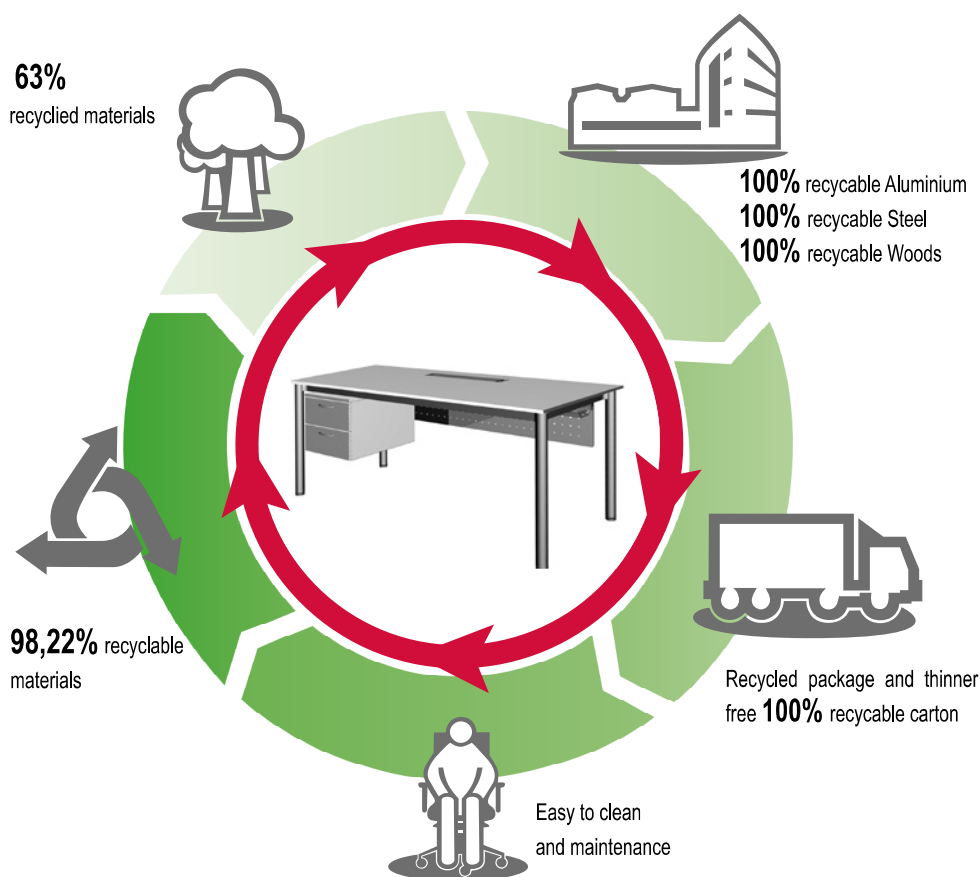 63%
recyclied materials
100% recycable Aluminium
100% recycable Steel
100% recycable Woods
Recycled package and thinner
free 100% recycable carton
Easy to clean
and maintenance
98,22% recyclable
materials